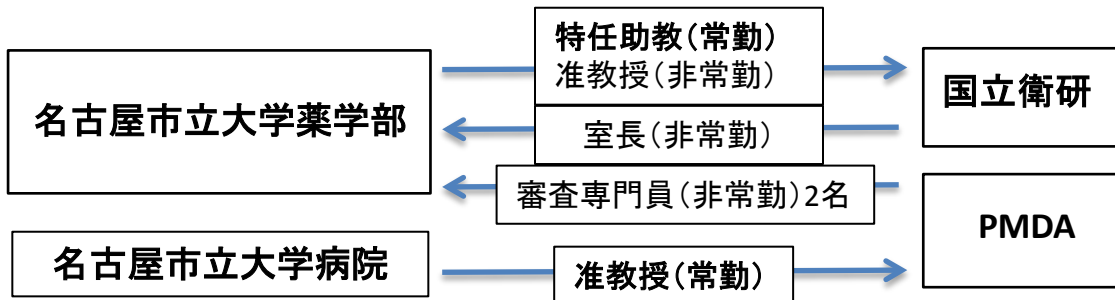 特任助教(常勤)
准教授(非常勤)
名古屋市立大学薬学部
国立衛研
室長(非常勤)
審査専門員(非常勤)2名
PMDA
名古屋市立大学病院
准教授(常勤)